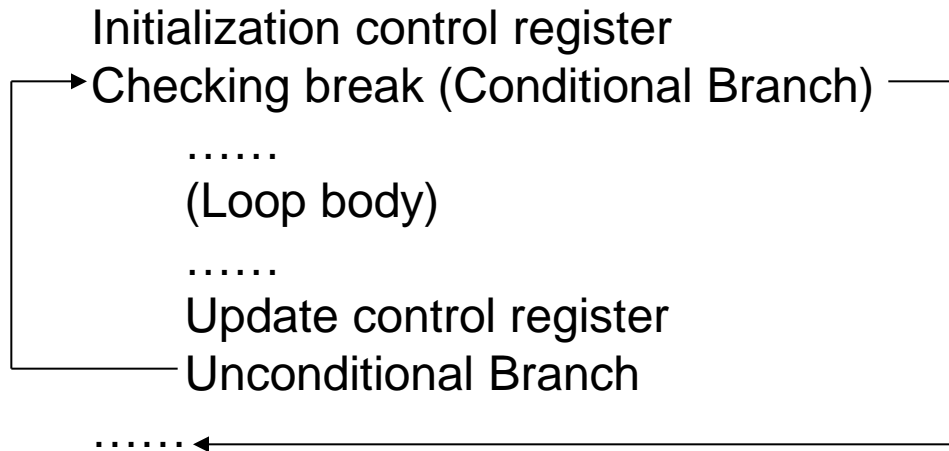 Initialization control register
Checking break (Conditional Branch)
……
(Loop body)
……
Update control register
Unconditional Branch
……